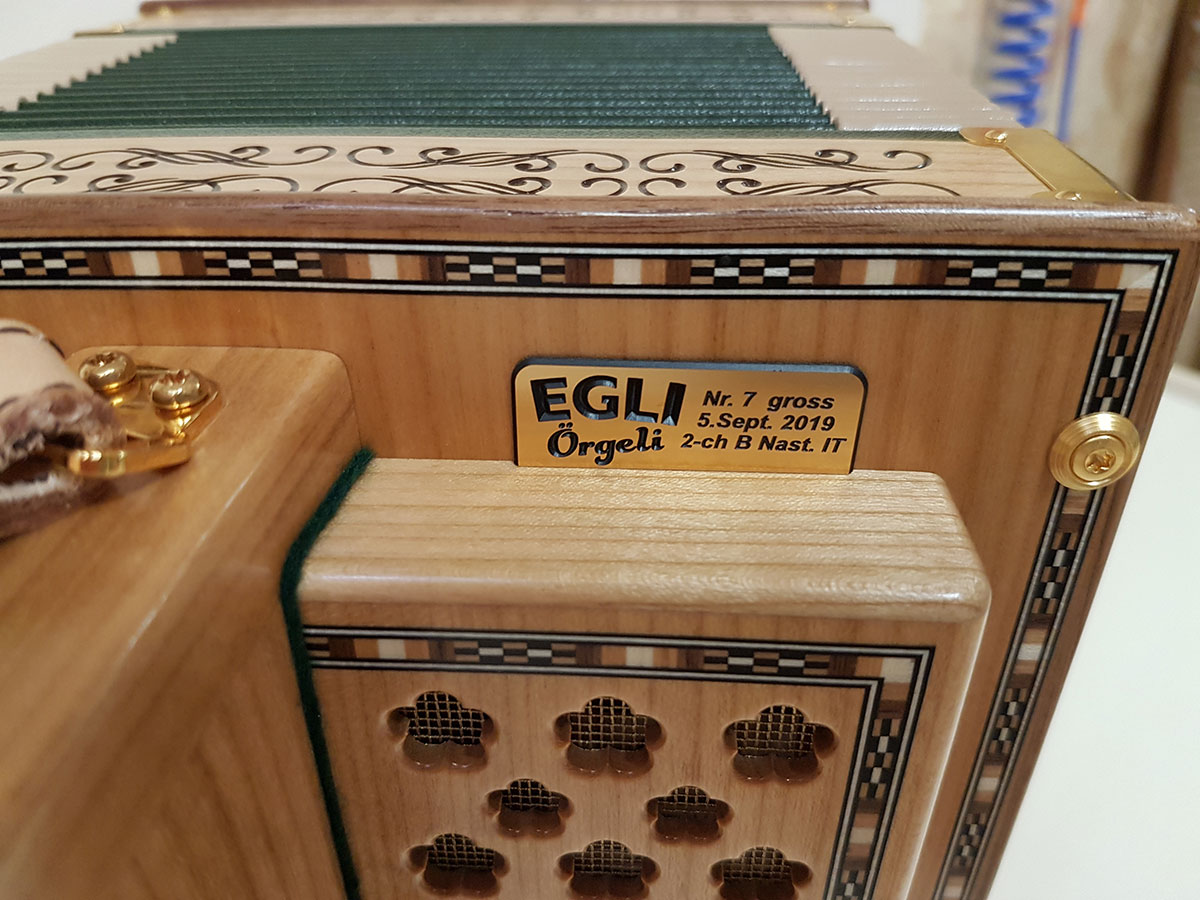 EGLI
Örgeli
Nr. 7 gross
5.Sept. 2019
2-ch B Nast. IT